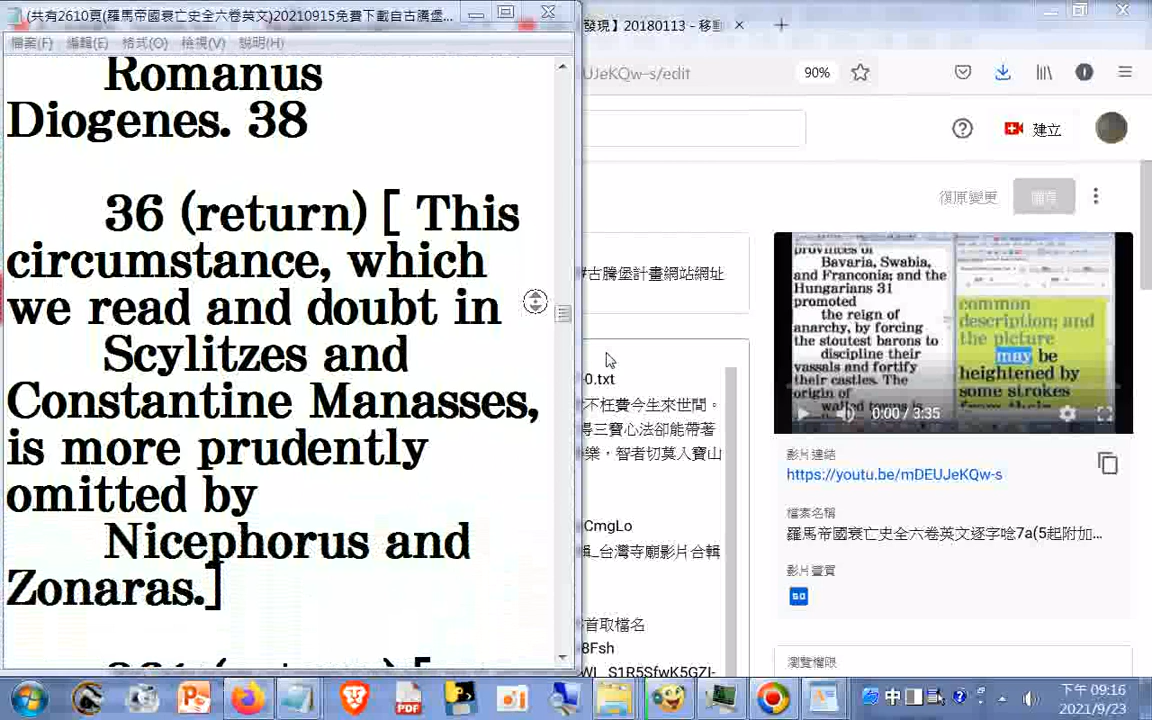 (共有2610頁(羅馬帝國衰亡史全六卷英文)20210915免費下載自古騰堡...
檔案(F) 編輯(E) 格式(O) 檢視(V) 說明(H)
Romanus
Diogenes. 38
36 (return) [ This
circumstance, which
we read and doubt in
Scylitzes and
Constantine Manasses,
is more prudently
omitted by
Nicephorus and
Zonaras.]
發現】20180113 - 移動
JeKQw-s/edit
90%
建立
復原變更
#古騰堡計畫網站網址
-0.txt
不枉費今生來世間。
得三寶心法卻能帶著
樂，智者切莫入寶山
CmgLo
台灣寺廟影片合輯
首取檔名
8Fsh
WI_S1R5SfwK5GZI-
provinces of
Bavaria, Swabia,
and Franconia; and the
Hungarians 31
promoted
the reign of
anarchy, by forcing
the stoutest barons to
discipline their
vassals and fortify
their castles. The
origin of
walled towns is
common
description; and
the picture
may be
heightened by
some strokes
0:00 / 3:35
影片連結
https://youtu.be/mDEUJeKQw-s
檔案名稱
羅馬帝國衰亡史全六卷英文逐字唸7a(5起附加...
影片畫質
SD
瀏覽權限
中
下午 09:16
2021/9/23